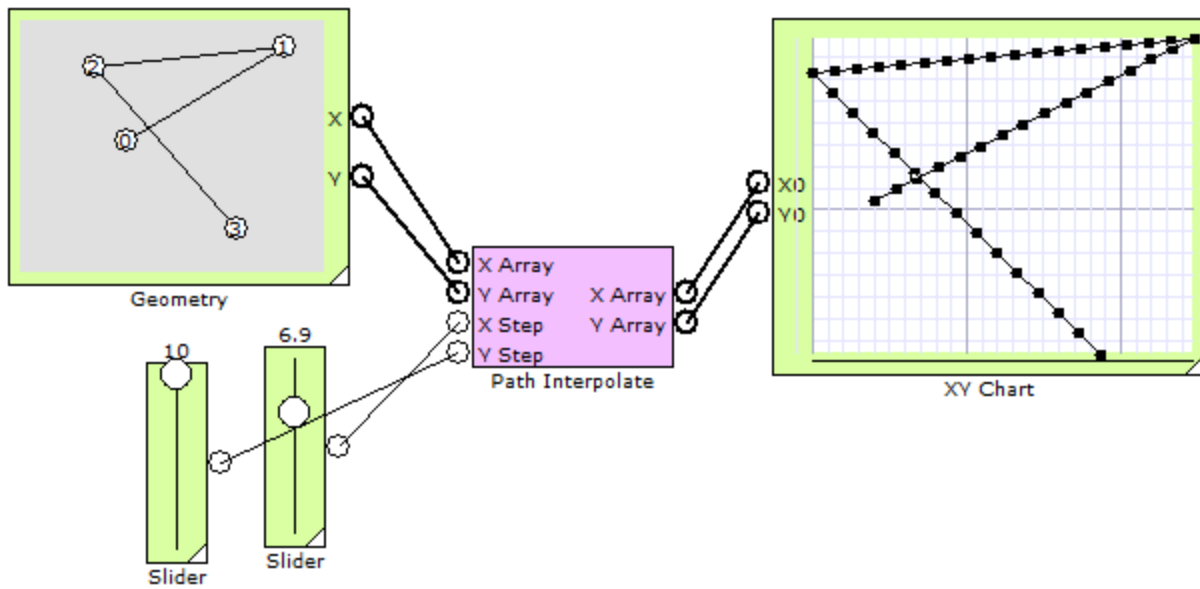 1
2
0
3
X
Y
Geometry
10
Slider
6.9
Slider
X Array
Y Array X Array
X Step Y Array
Y Step
Path Interpolate
X0
Y0
XY Chart